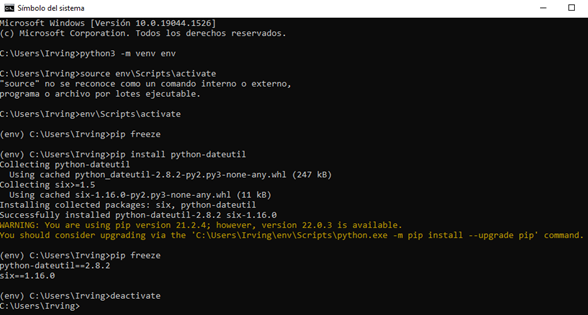 Símbolo del sistema
Microsoft Windows [Versión 10.0.19044.1526]
(c) Microsoft Corporation. Todos los derechos reservados.
C:\Users\Irving>python3 -m venv env
C:\Users\Irving>source env\Scripts\activate
"source" no se reconoce como un comando interno o externo,
programa o archivo por lotes ejecutable.
C:\Users\Irving>env\Scripts\activate
(env) C:\Users\Irving>pip freeze
(env) C:\Users\Irving>pip install python-dateutil
Collecting python-dateutil
  Using cached python_dateutil-2.8.2-py2.py3-none-any.whl (247 kB)
Collecting six>=1.5
  Using cached six-1.16.0-py2.py3-none-any.whl (11 kB)
Installing collected packages: six, python-dateutil
Successfully installed python-dateutil-2.8.2 six-1.16.0
WARNING: You are using pip version 21.2.4; however, version 22.0.3 is available.
You should consider upgrading via the 'C:\Users\Irving\env\Scripts\python.exe -m pip install --upgrade pip' command.
(env) C:\Users\Irving>pip freeze
python-dateutil==2.8.2
six==1.16.0
(env) C:\Users\Irving>deactivate
C:\Users\Irving>